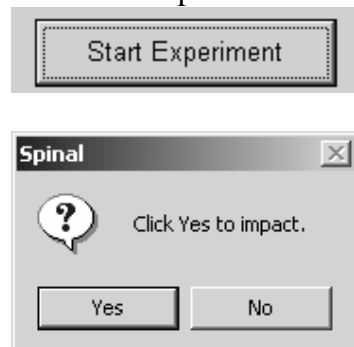 Start Experiment
Spinal
Click Yes to impact.
Yes
No